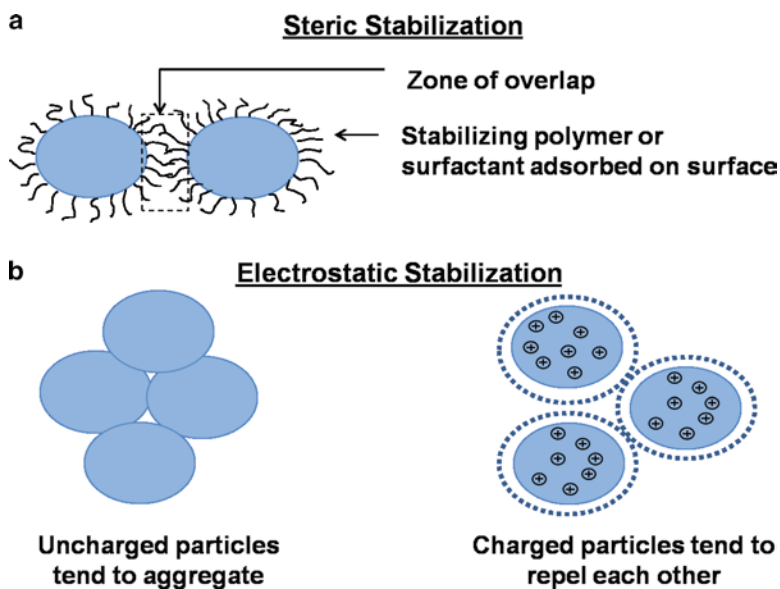 a
Steric Stabilization
Zone of overlap
Stabilizing polymer or
surfactant adsorbed on surface
b
Electrostatic Stabilization
+ + + + + + + +
+ + + + + + +
+ + + + + + +
Uncharged particles
tend to aggregate
Charged particles tend to
repel each other